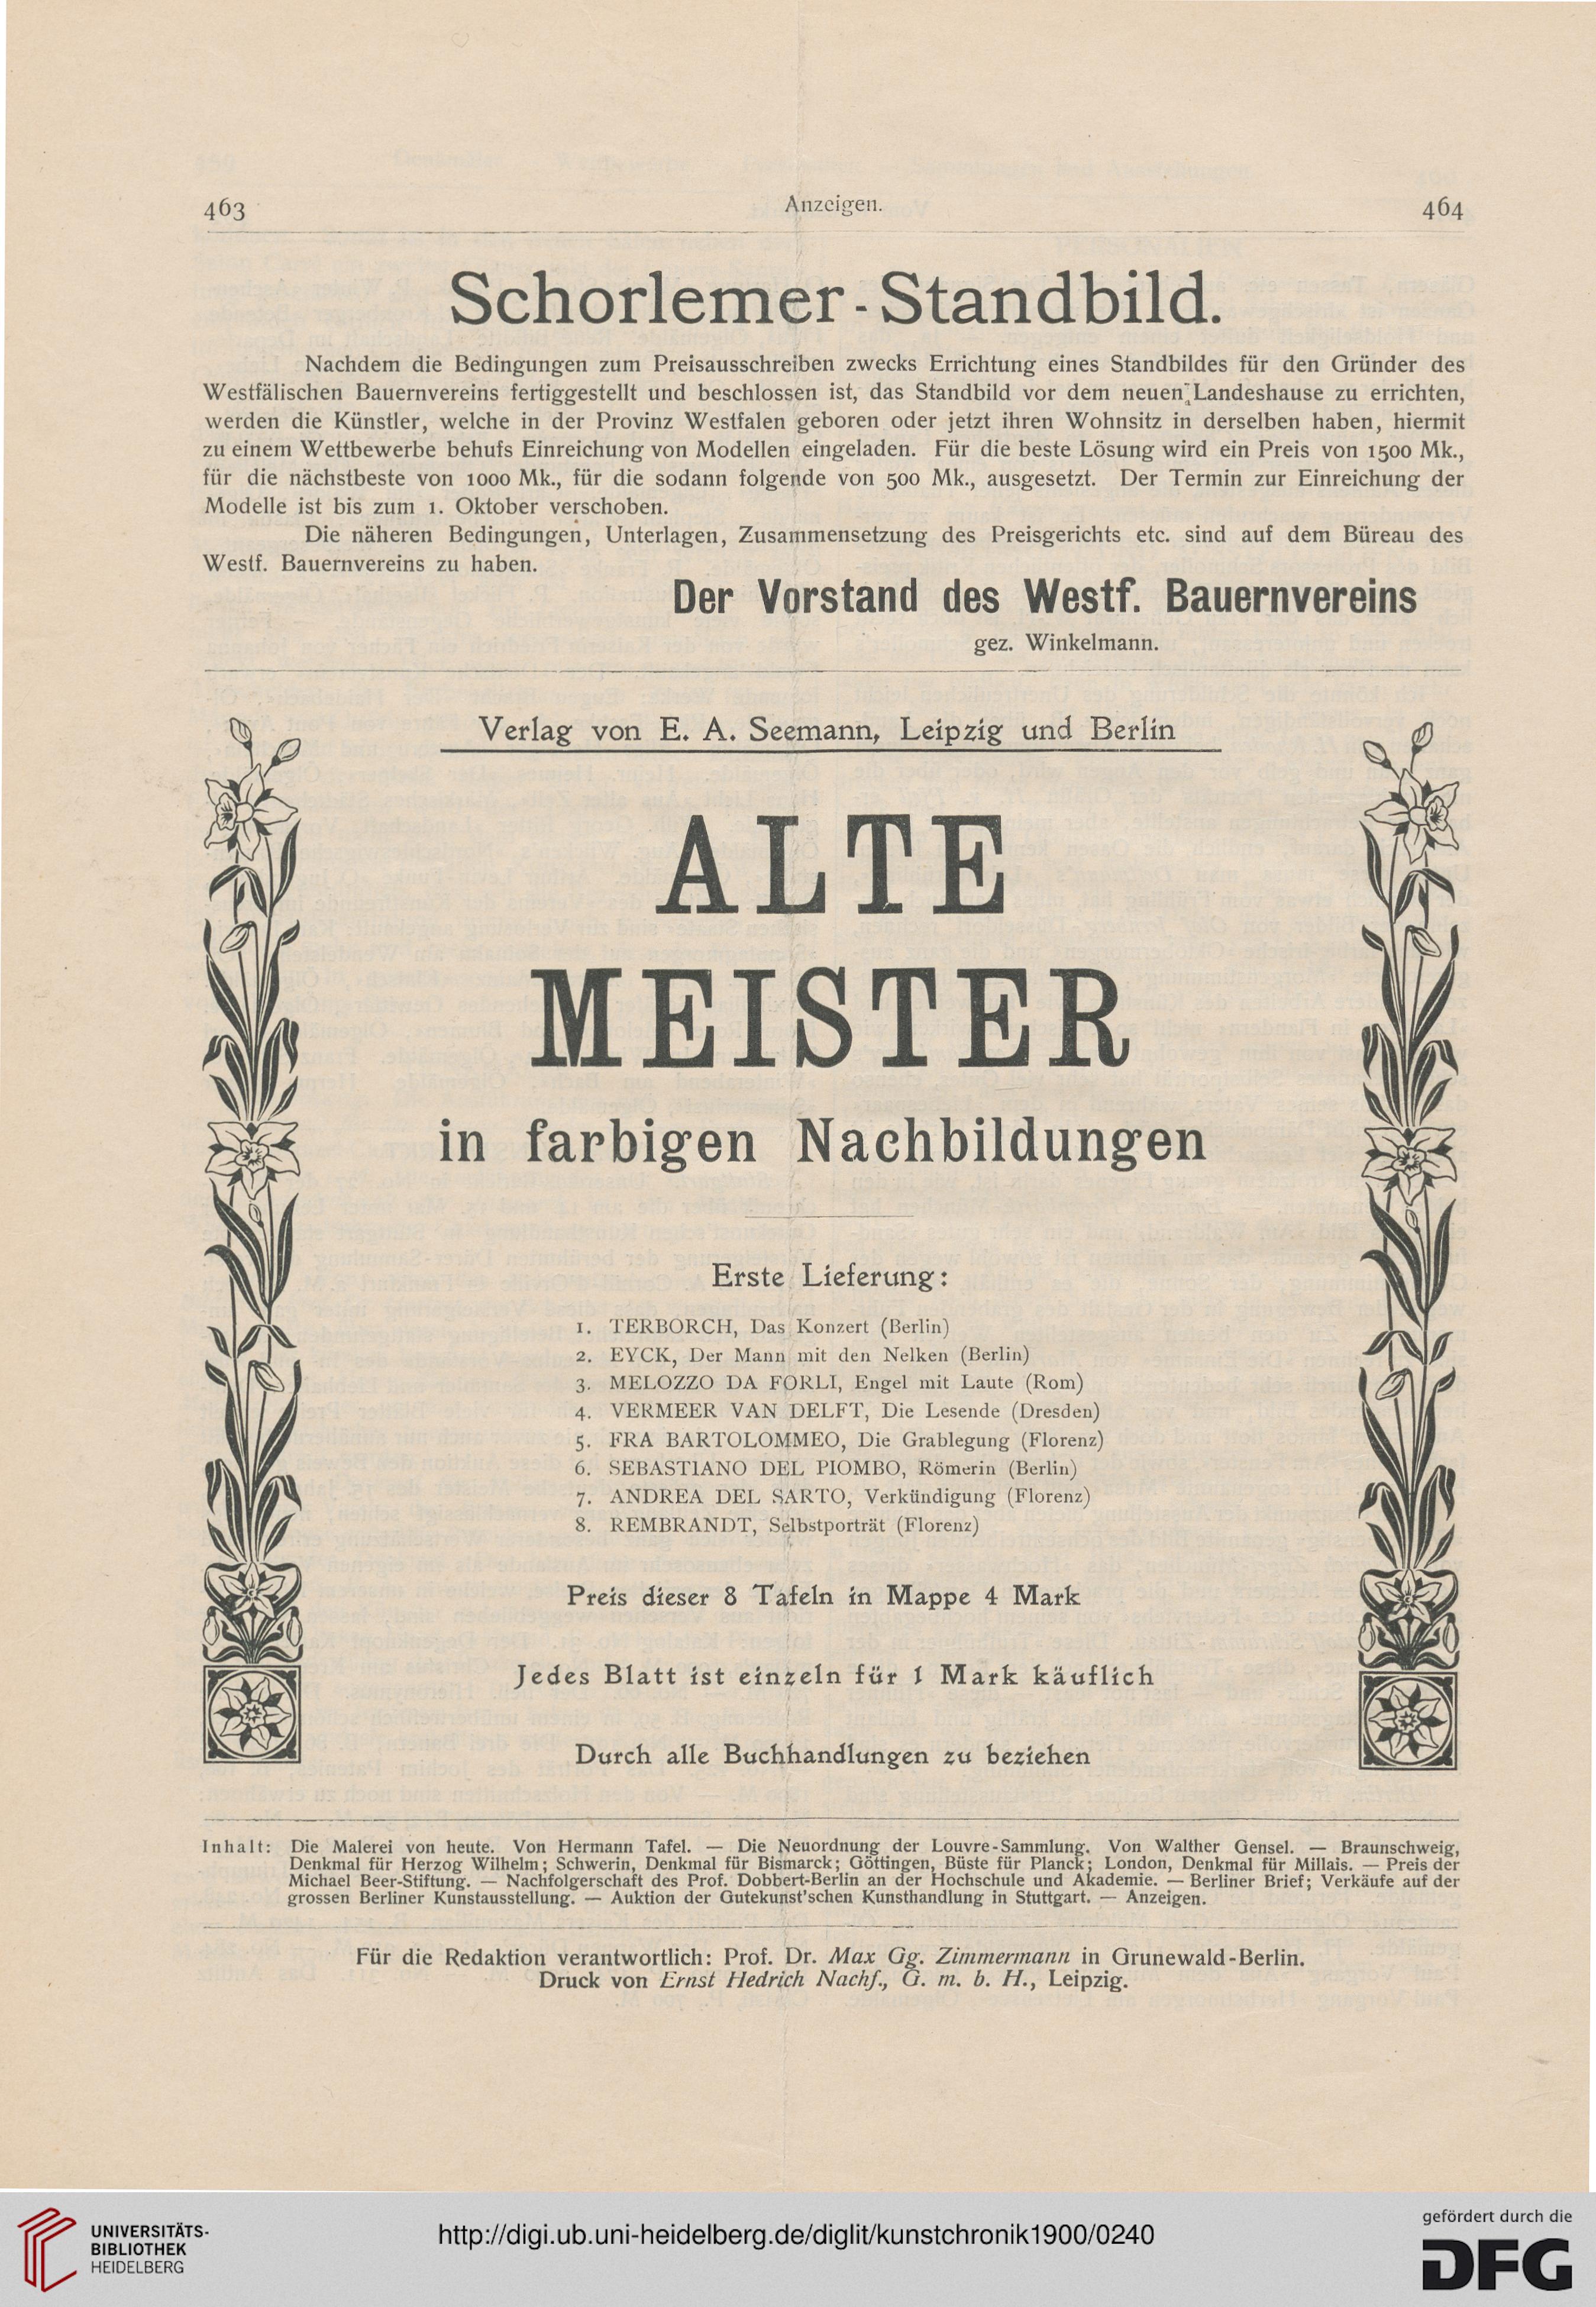 463
Anzeigen.
464
Schorlemer-Standbild.
Nachdem die Bedingungen zum Preisausschreiben zwecks Errichtung eines Standbildes für den Gründer des
Westfälischen Bauernvereins fertiggestellt und beschlossen ist, das Standbild vor dem neuen Landeshause zu errichten,
werden die Künstler, welche in der Provinz Westfalen geboren oder jetzt ihren Wohnsitz in derselben haben, hiermit
zu einem Wettbewerbe behufs Einreichung von Modellen eingeladen. Für die beste Lösung wird ein Preis von 1500 Mk.,
für die nächstbeste von 1000 Mk., für die sodann folgende von 500 Mk., ausgesetzt. Der Termin zur Einreichung der
Modelle ist bis zum 1. Oktober verschoben.
Die näheren Bedingungen, Unterlagen, Zusammensetzung des Preisgerichts etc. sind auf dem Büreau des
Westf. Bauernvereins zu haben.
Der Vorstand des Westf. Bauernvereins
gez. Winkelmann.
Verlag von E. A. Seemann, Leipzig und Berlin
ALTE
MEISTER
in farbigen Nachbildungen
Erste Lieferung:
1. TERBORCH, Das Konzert (Berlin)
2. EYCK, Der Mann mit den Nelken (Berlin)
3. MELOZZO DA FORLI, Engel mit Laute (Rom)
4. VERMEER VAN DELFT, Die Lesende (Dresden)
5. FRA BARTOLOMMEO, Die Grablegung (Florenz)
6. SEBASTIANO DEL PIOMBO, Römerin (Berlin)
7. ANDREA DEL SARTO, Verkündigung (Florenz)
8. REMBRANDT, Selbstporträt (Florenz)
Preis dieser 8 Tafeln in Mappe 4 Mark
Jedes Blatt ist einzeln für 1 Mark käuflich
Durch alle Buchhandlungen zu beziehen
Inhalt: Die Malerei von heute. Von Hermann Tafel. — Die Neuordnung der Louvre-Sammlung. Von Walther Gensel. — Braunschweig,
Denkmal für Herzog Wilhelm; Schwerin, Denkmal für Bismarck; Göttingen, Büste für Planck; London, Denkmal für Millais. — Preis der
Michael Beer-Stiftung. — Nachfolgerschaft des Prof. Dobbert-Berlin an der Hochschule und Akademie. — Berliner Brief; Verkäufe auf der
grossen Berliner Kunstausstellung. — Auktion der Gutekunst'schen Kunsthandlung in Stuttgart. — Anzeigen.
Für die Redaktion verantwortlich: Prof. Dr. Max Gg. Zimmermann in Grunewald-Berlin.
Druck von Ernst Hedrich Nachf., G. m. b. H., Leipzig.
UNIVERSITÄTS-
BIBLIOTHEK
HEIDELBERG
http://digi.ub.uni-heidelberg.de/diglit/kunstchronik1900/0240
gefördert durch die
DFG